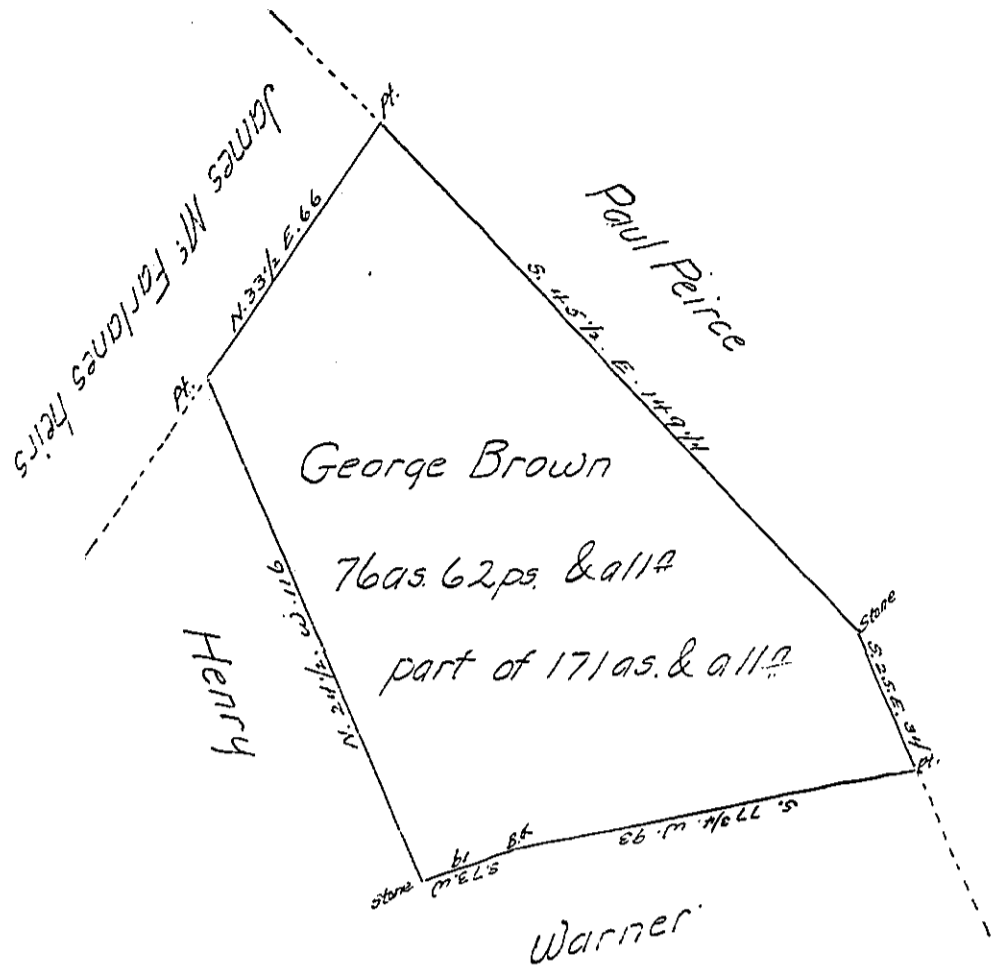 Pt.
James Mc. Farlanes heirs
N. 33 1/2 E. 66
Paul Peirce
S. 45 1/2. E. 149 1/4
Pt.
George Brown
76as. 62ps. & all
part of 171as. & all
Stone
S. 25. E. 34
Pt.
Henry
N. 24 1/2. W. 116
S. 77 3/4. W. 93
S.73.W
19
Stone
Warner